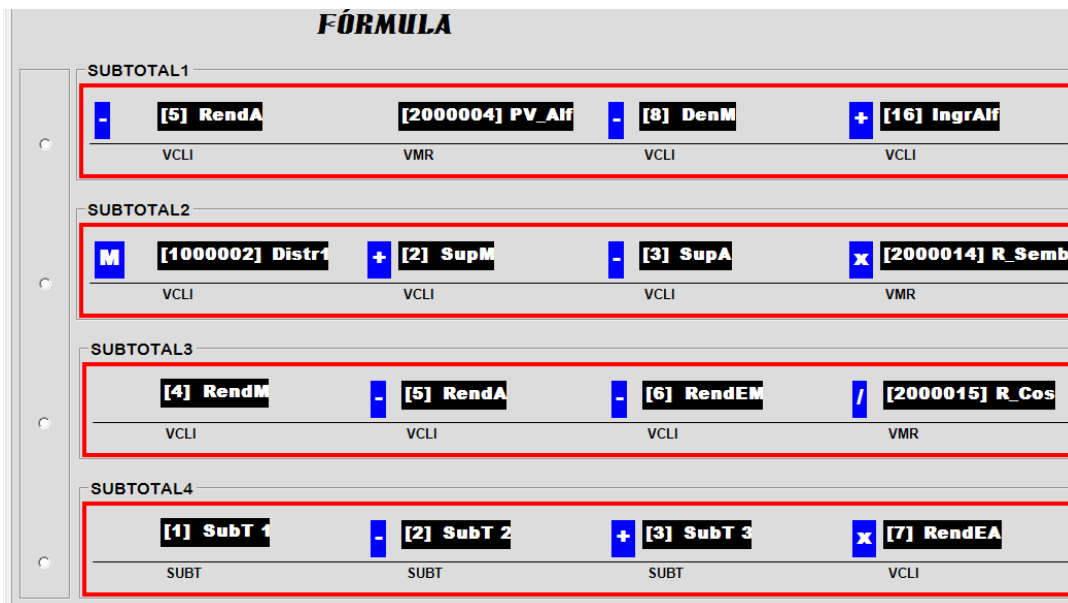 FÓRMULA
SUBTOTAL1
- [5] RendA [2000004] PV_Alf - [8] DenM + [16] IngrAlf
VCLI VMR VCLI VCLI
SUBTOTAL2
M [1000002] Distr1 + [2] SupM - [3] SupA x [2000014] R_Semb
VCLI VCLI VCLI VMR
SUBTOTAL3
[4] RendM - [5] RendA - [6] RendEM / [2000015] R_Cos
VCLI VCLI VCLI VMR
SUBTOTAL4
[1] SubT 1 - [2] SubT 2 + [3] SubT 3 x [7] RendEA
SUBT SUBT SUBT VCLI